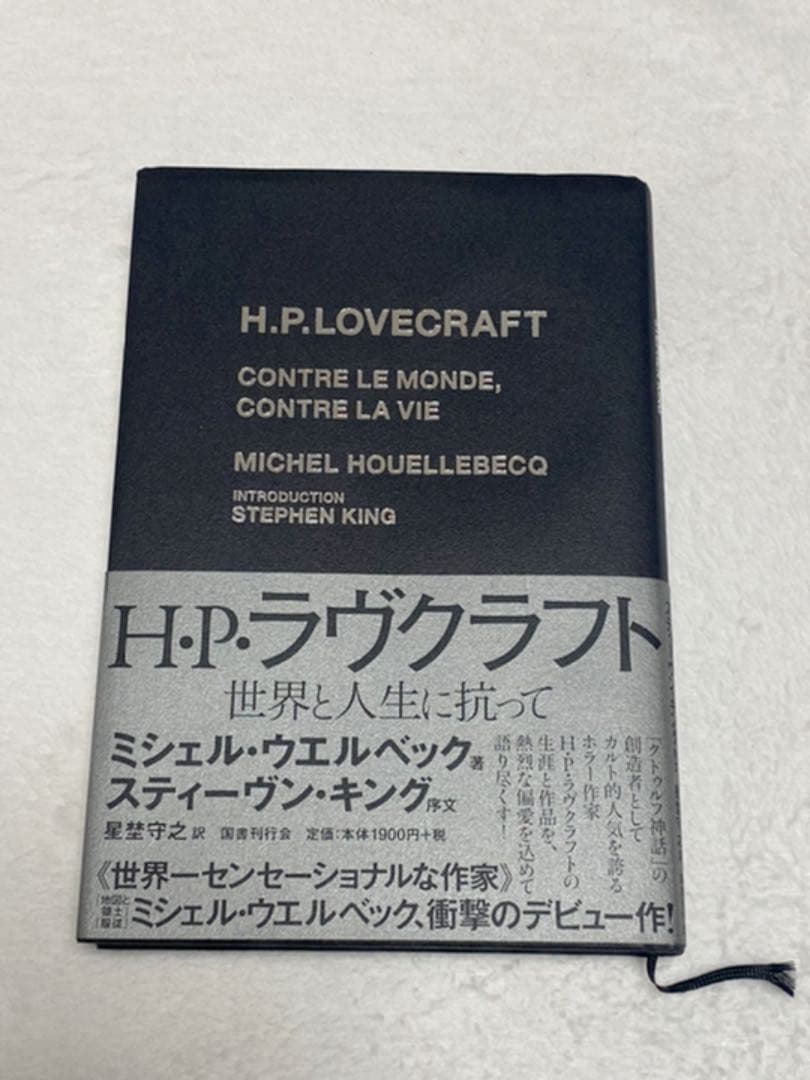 H.P.LOVECRAFT
CONTRE LE MONDE,
CONTRE LA VIE
MICHEL HOUELLEBECQ
INTRODUCTION
STEPHEN KING
H・P・ラヴクラフト
世界と人生に抗って
ミシェル・ウエルベック著
スティーヴン・キング序文
星埜守之訳 国書刊行会 定価:本体1900円+税
「クトゥルフ神話」の
創造者として
カルト的人気を誇る
ホラー作家
H・P・ラヴクラフトの
生涯と作品を、
熱烈な偏愛を込めて
語り尽くす!
《世界一センセーショナルな作家》
地図と
領土
服従
ミシェル・ウエルベック、衝撃のデビュー作!